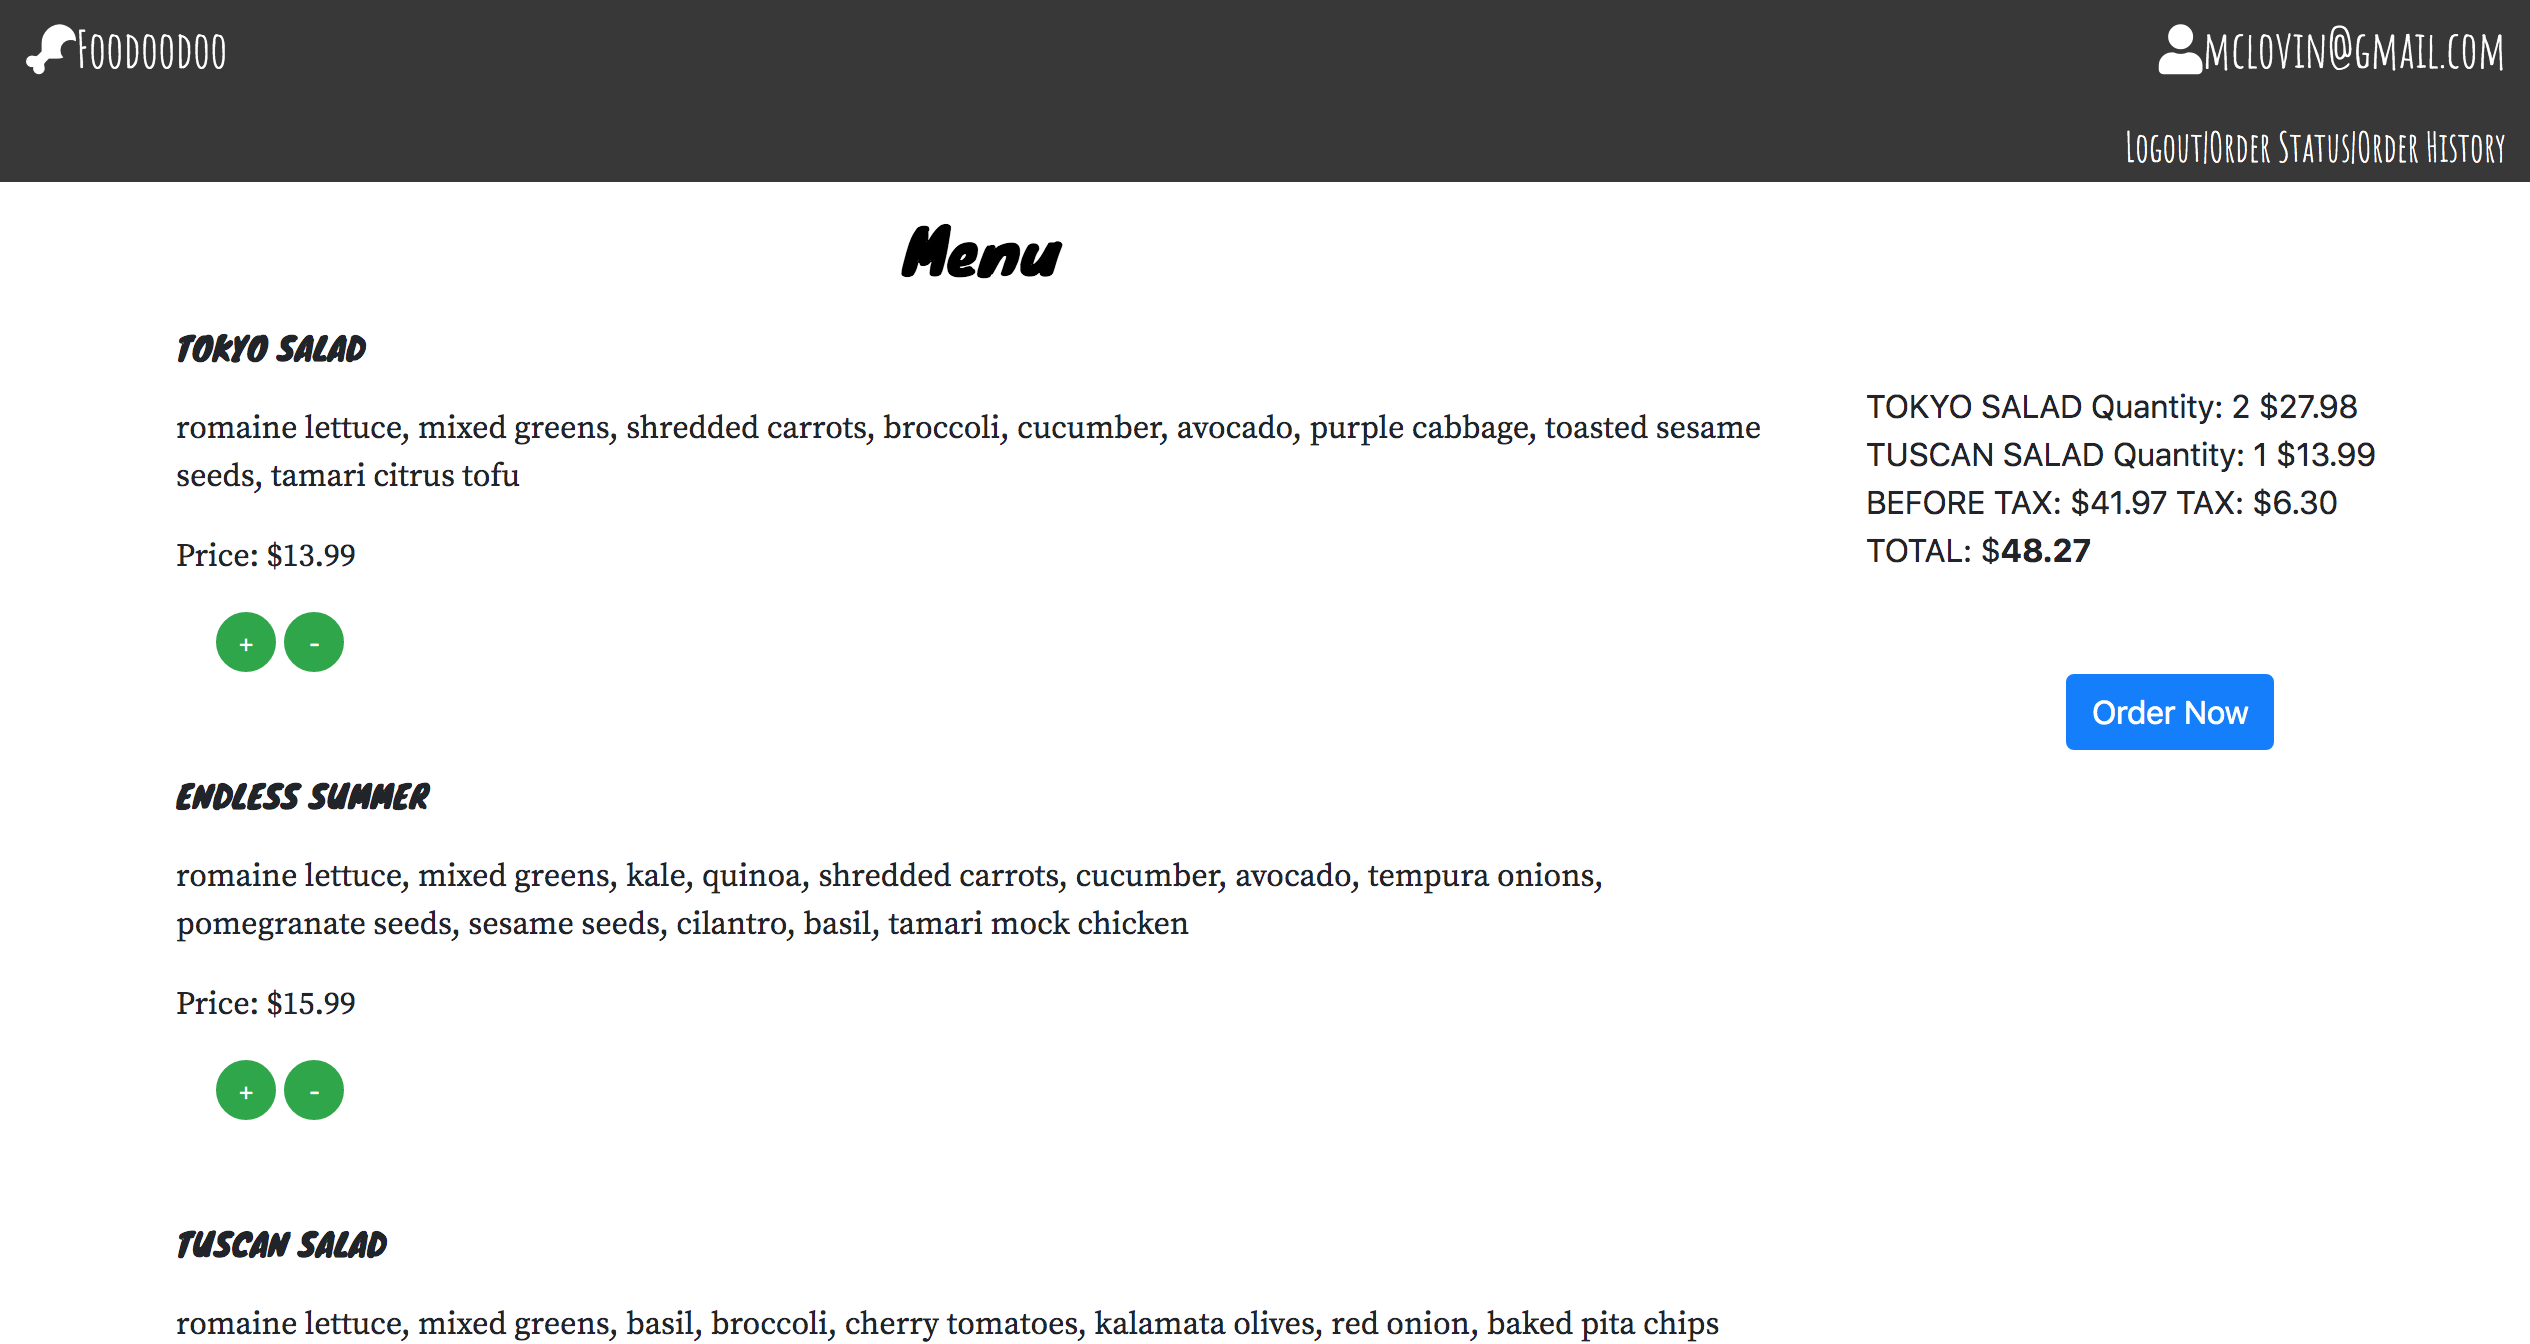 Foodoodoo
mclovin@gmail.com
Logout|Order Status|Order History
Menu
TOKYO SALAD
romaine lettuce, mixed greens, shredded carrots, broccoli, cucumber, avocado, purple cabbage, toasted sesame
seeds, tamari citrus tofu
Price: $13.99
+ -
ENDLESS SUMMER
romaine lettuce, mixed greens, kale, quinoa, shredded carrots, cucumber, avocado, tempura onions,
pomegranate seeds, sesame seeds, cilantro, basil, tamari mock chicken
Price: $15.99
+ -
TUSCAN SALAD
romaine lettuce, mixed greens, basil, broccoli, cherry tomatoes, kalamata olives, red onion, baked pita chips
TOKYO SALAD Quantity: 2 $27.98
TUSCAN SALAD Quantity: 1 $13.99
BEFORE TAX: $41.97 TAX: $6.30
TOTAL: $48.27
Order Now